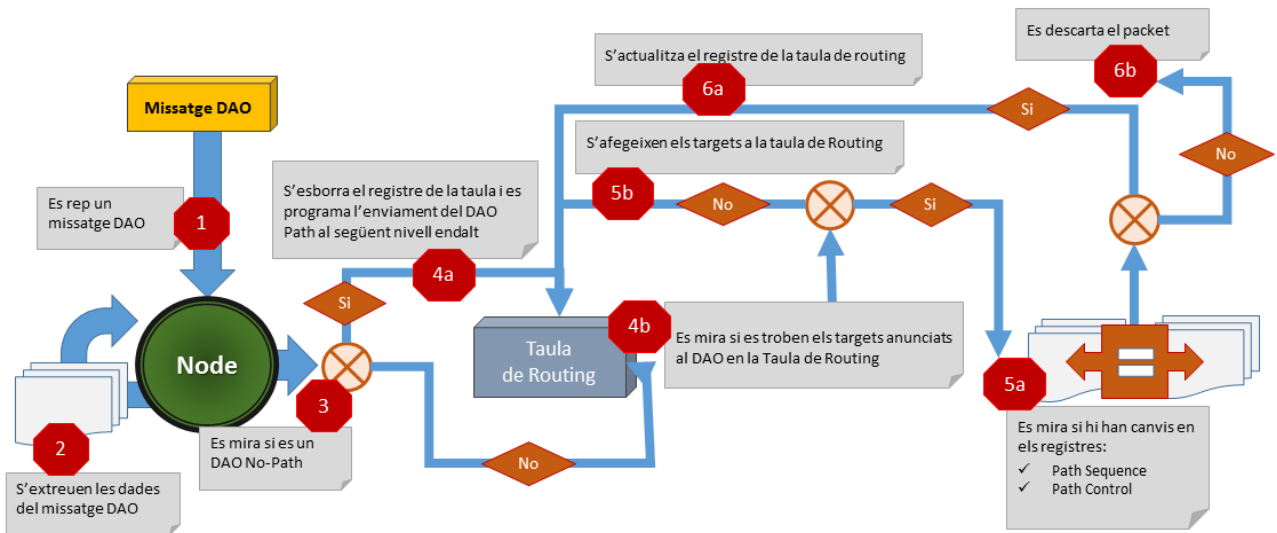 Es descarta el packet
6b
S'actualitza el registre de la taula de routing
6a
Si
No
Missatge DAO
S'afegeixen els targets a la taula de Routing
5b
No
Si
Es rep un
missatge DAO
1
S'esborra el registre de la taula i es
programa l'enviament del DAO
Path al següent nivell endalt
4a
Si
Node
3
Es mira si es un
DAO No-Path
No
2
S'extreuen les dades
del missatge DAO
Taula
de Routing
4b
Es mira si es troben els targets anunciats
al DAO en la Taula de Routing
5a
Es mira si hi han canvis en
els registres:
✓ Path Sequence
✓ Path Control